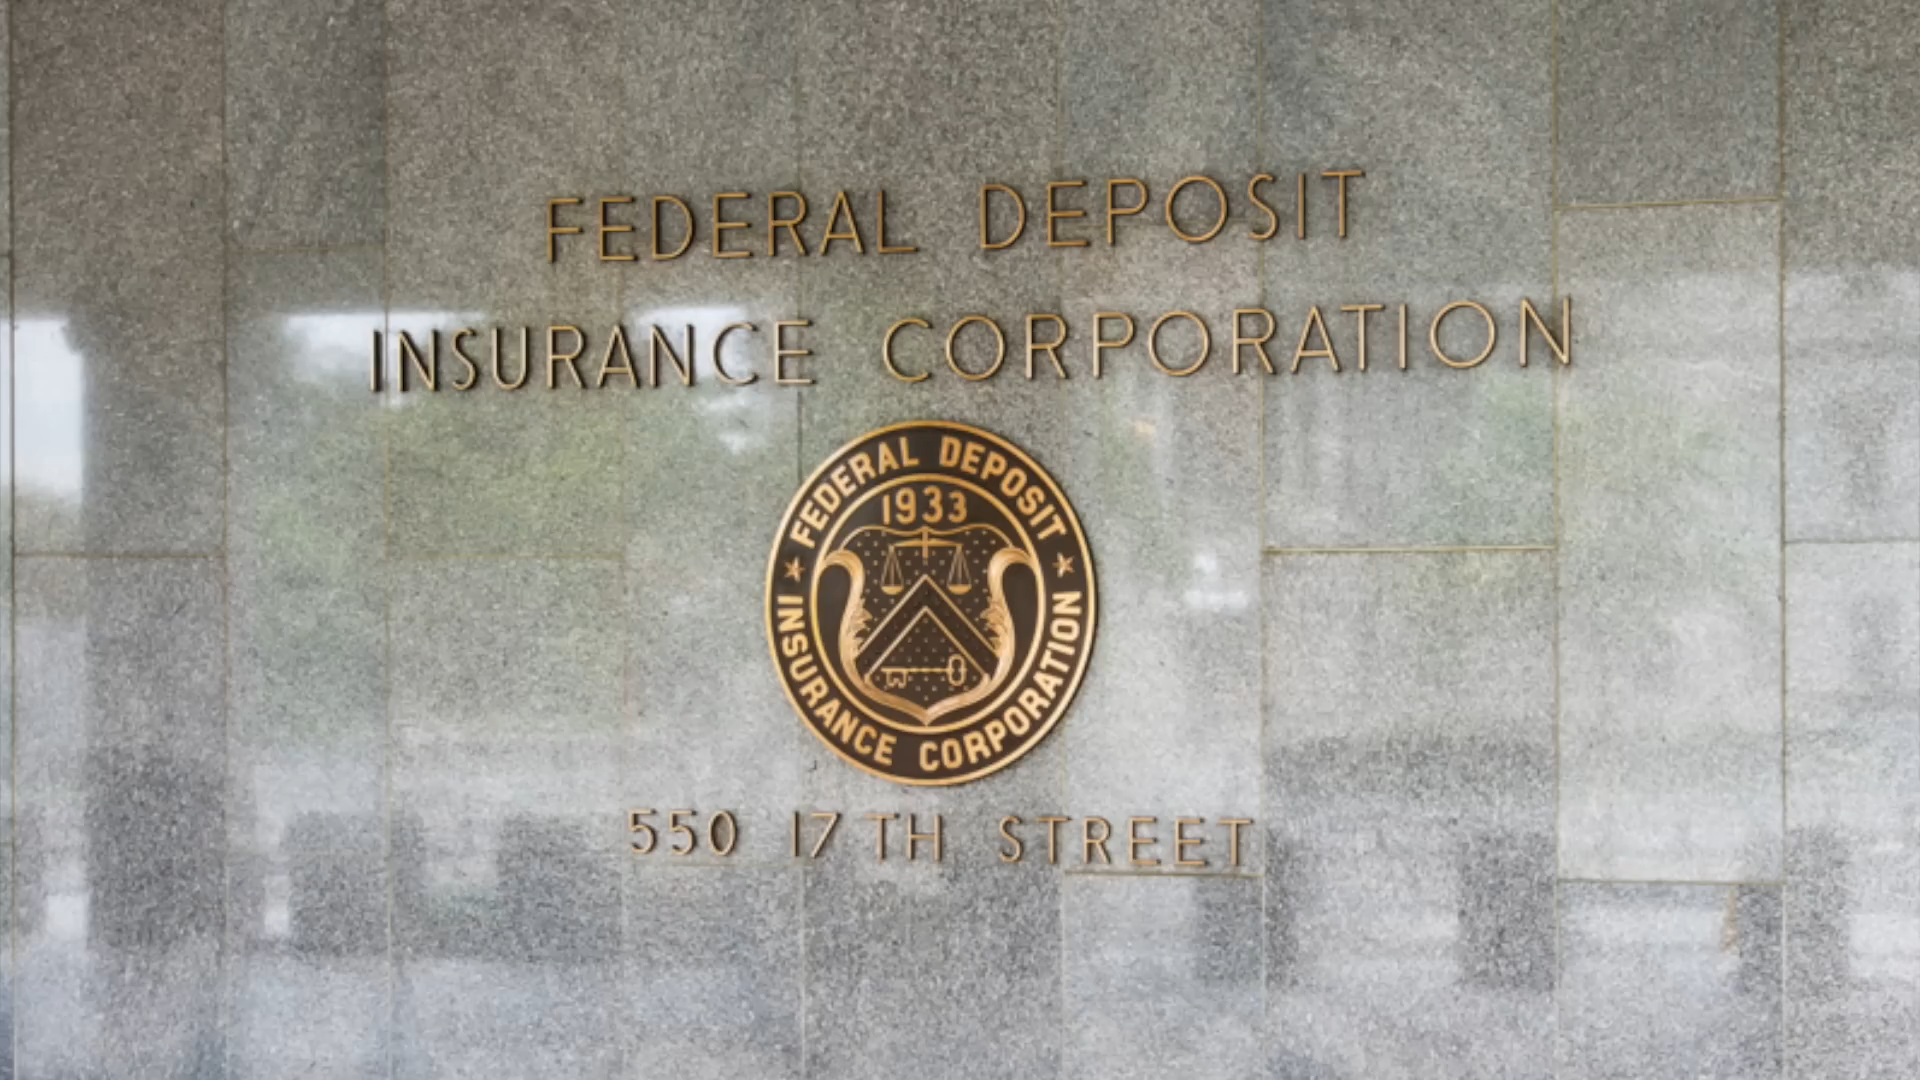 FEDERAL DEPOSIT
INSURANCE CORPORATION
FEDERAL DEPOSIT
1933
INSURANCE CORPORATION
550 17TH STREET